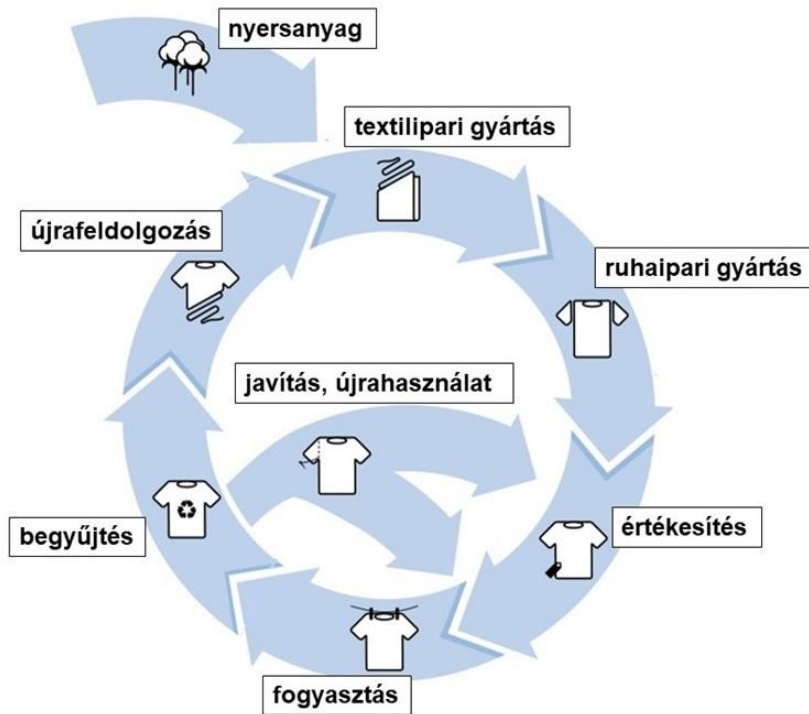 nyersanyag
textilipari gyártás
újrafeldolgozás
ruhaipari gyártás
javítás, újrahasználat
begyűjtés
értékesítés
fogyasztás